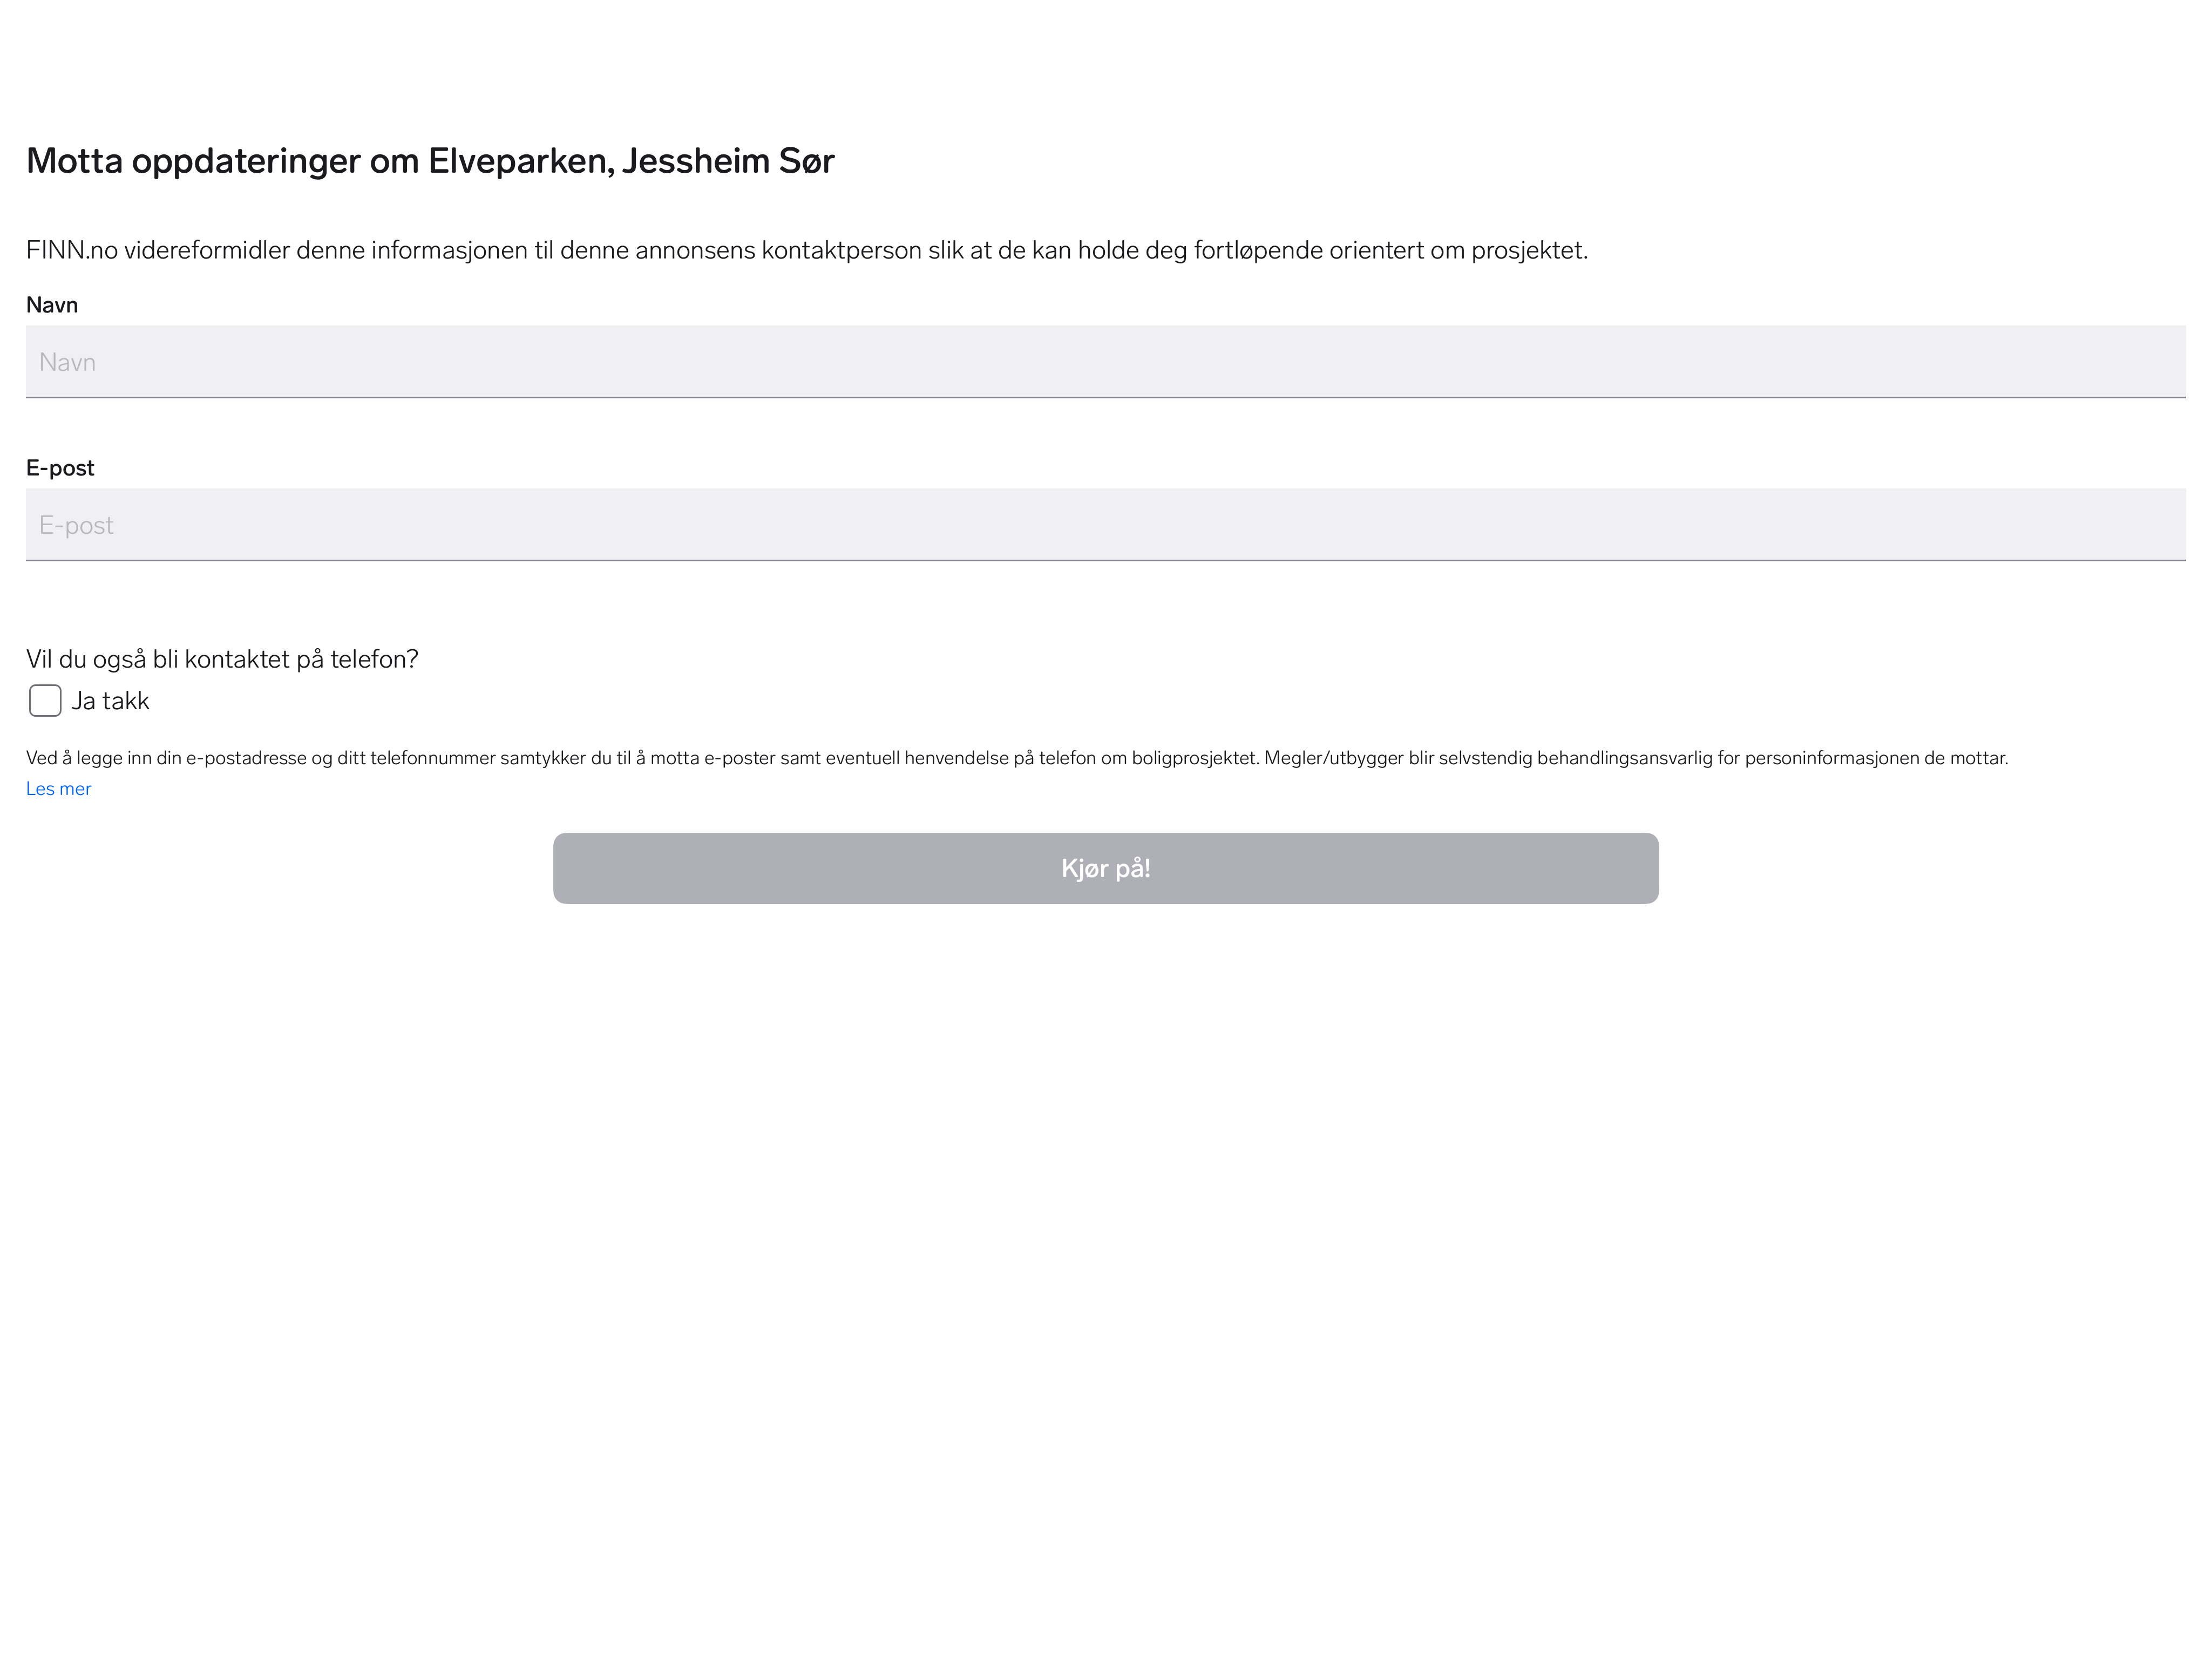 Motta oppdateringer om Elveparken, Jessheim Sør
FINN.no videreformidler denne informasjonen til denne annonsens kontaktperson slik at de kan holde deg fortløpende orientert om prosjektet.
Navn
Navn
E-post
E-post
Vil du også bli kontaktet på telefon?
Ja takk
Ved å legge inn din e-postadresse og ditt telefonnummer samtykker du til å motta e-poster samt eventuell henvendelse på telefon om boligprosjektet. Megler/utbygger blir selvstendig behandlingsansvarlig for personinformasjonen de mottar.
Les mer
Kjør på!